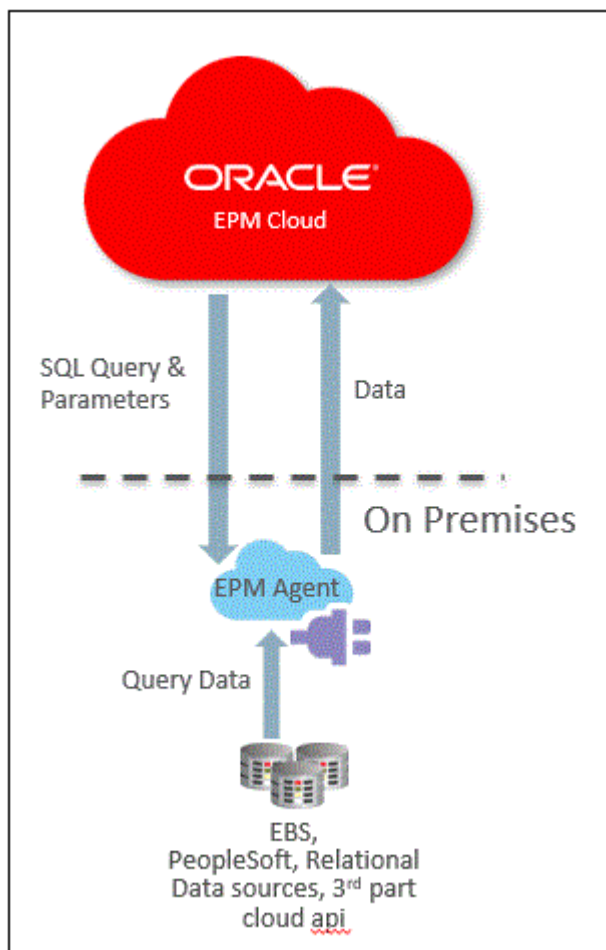 ORACLE®
EPM Cloud
SQL Query &
Parameters
Data
On Premises
EPM Agent
Query Data
EBS,
PeopleSoft, Relational
Data sources, 3rd part
cloud api